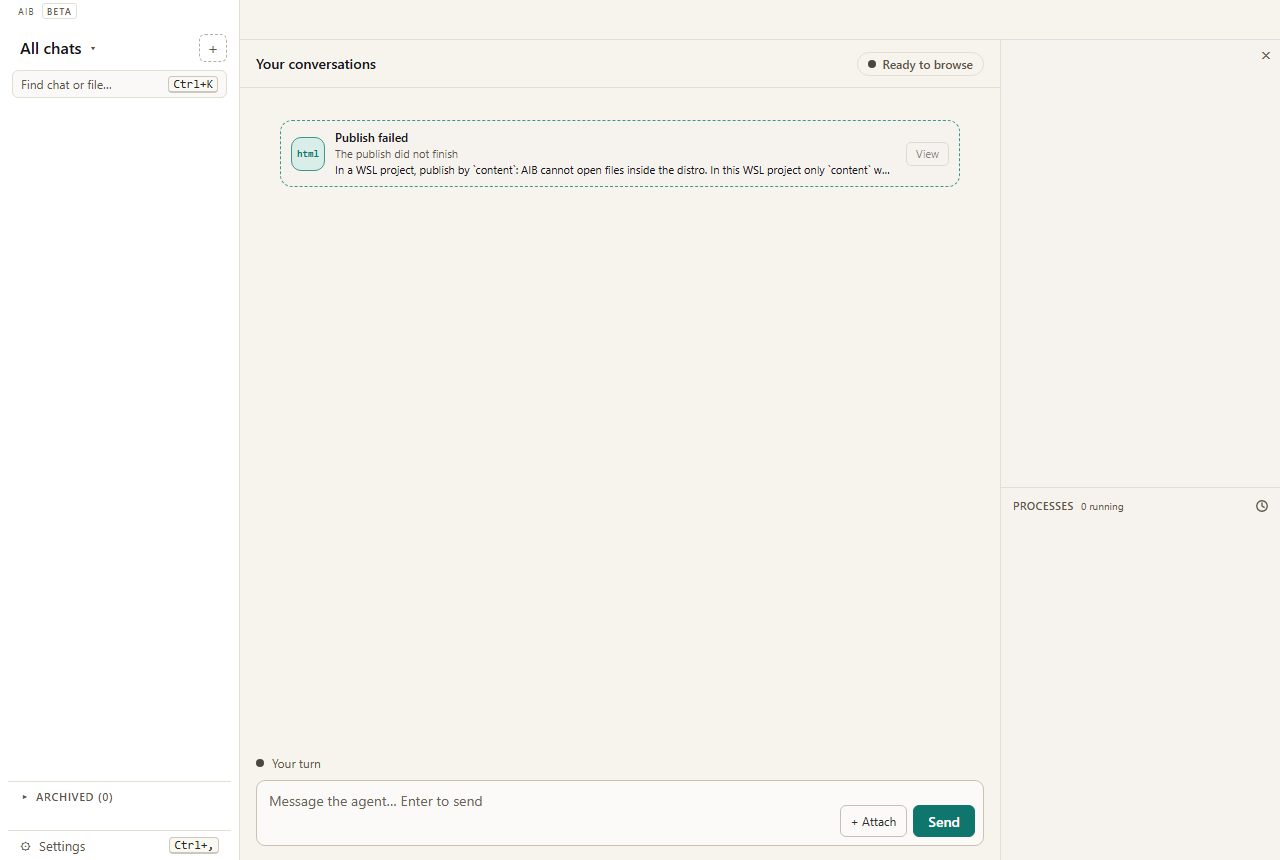 AIB BETA
All chats
+
Find chat or file... Ctrl+K
ARCHIVED (0)
Settings Ctrl+,
Your conversations
Ready to browse
html
Publish failed
The publish did not finish
In a WSL project, publish by `content`: AIB cannot open files inside the distro. In this WSL project only `content` w...
View
Your turn
Message the agent... Enter to send
+ Attach
Send
×
PROCESSES 0 running